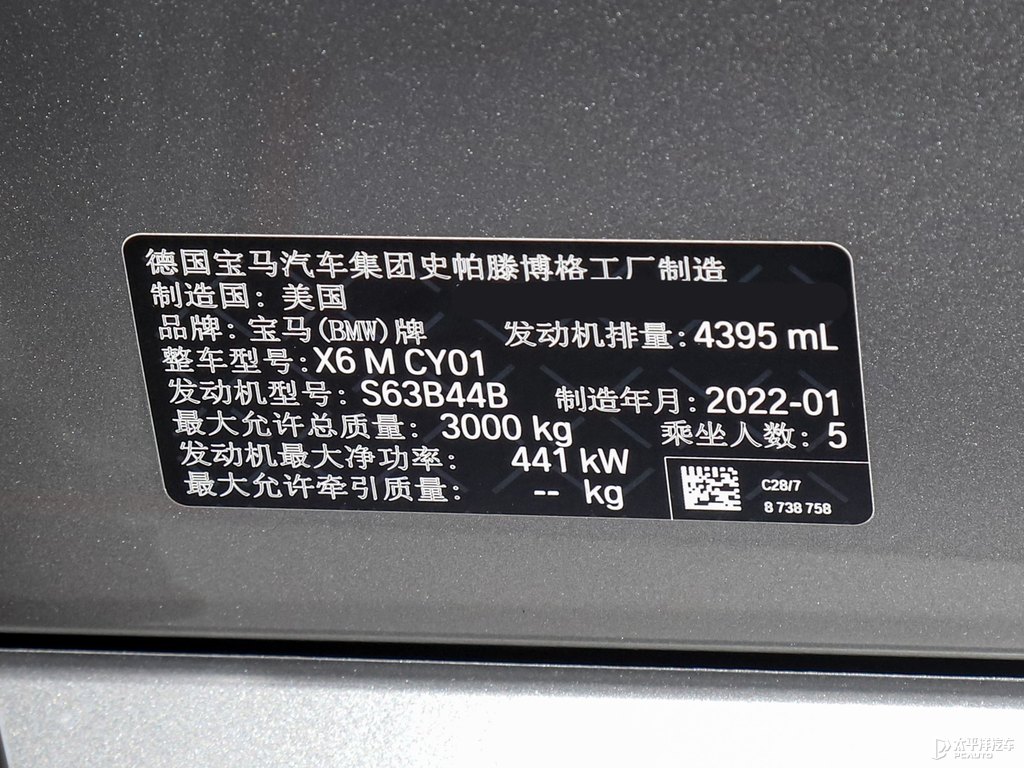 德国宝马汽车集团史帕滕博格工厂制造
制造国：美国
品牌：宝马(BMW)牌 发动机排量：4395 mL
整车型号：X6 M CY01
发动机型号：S63B44B 制造年月：2022-01
最大允许总质量：3000 kg 乘坐人数：5
发动机最大净功率：441 kW
最大允许牵引质量：-- kg
C28/7
8 738 758
太平洋汽车
PCAUTO